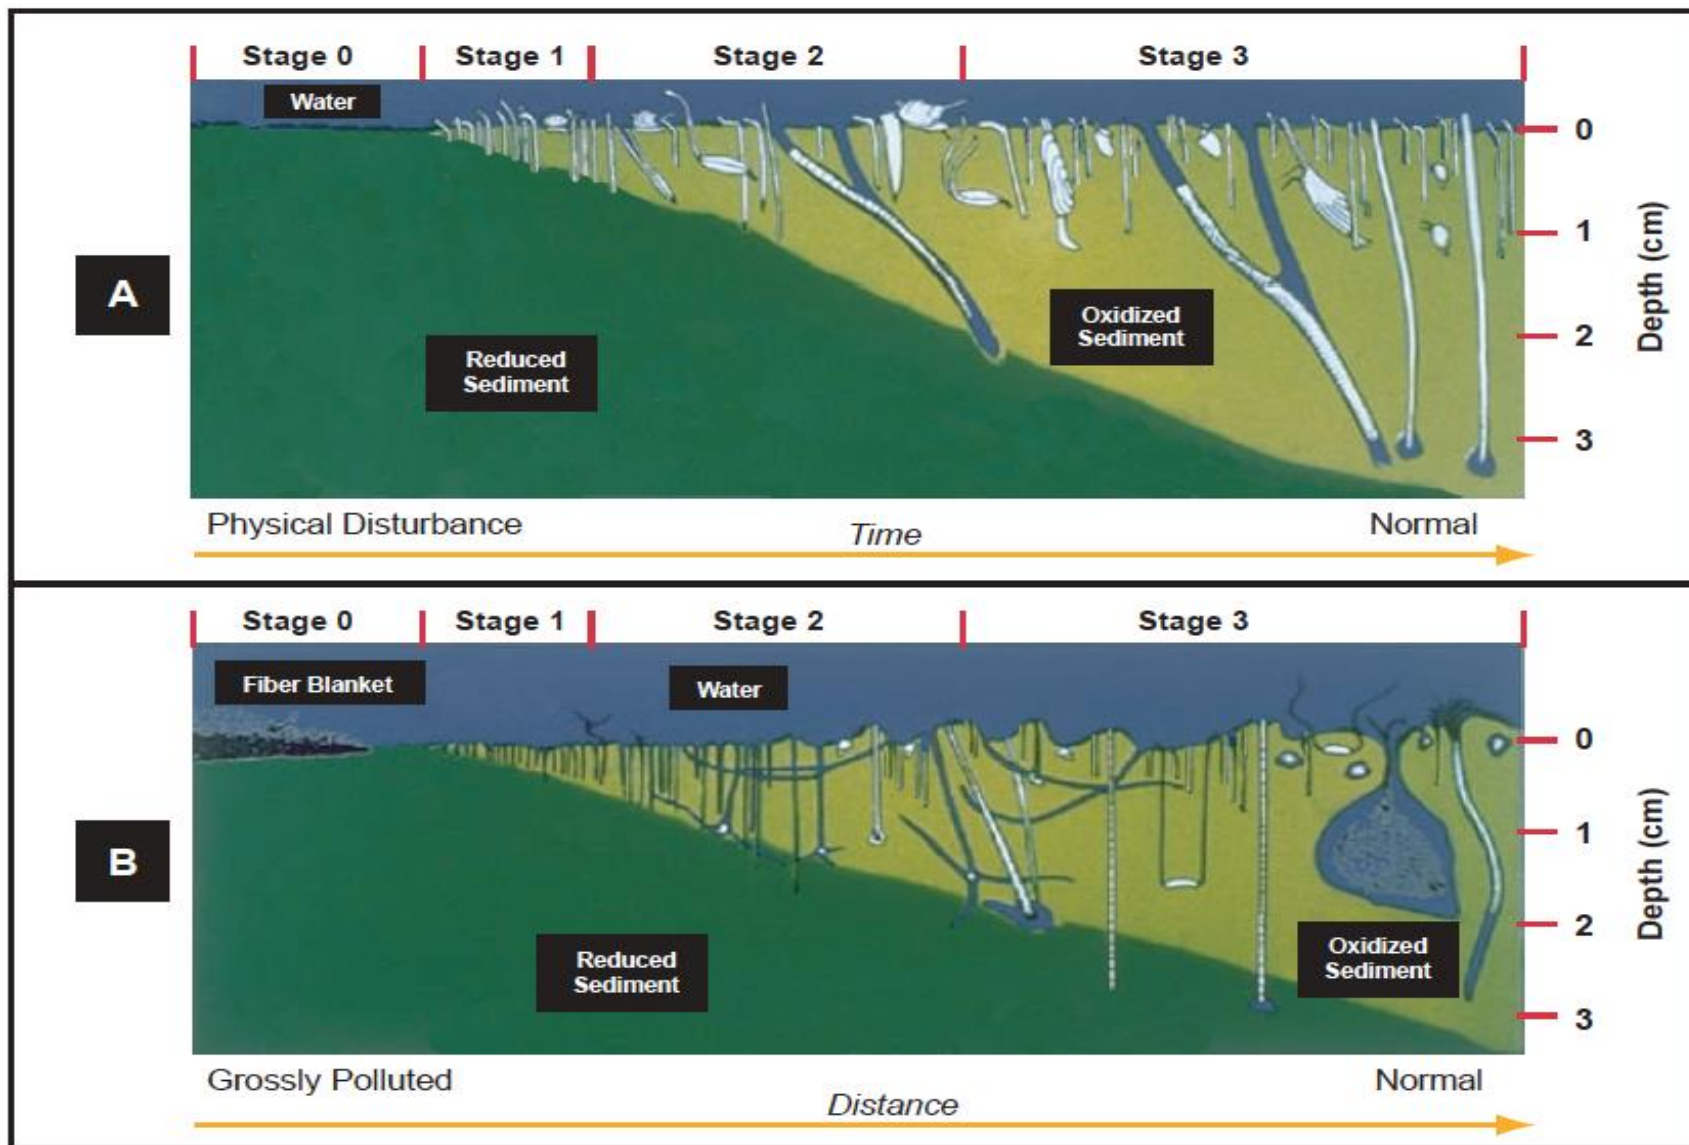 Stage 0 Stage 1 Stage 2 Stage 3
Water
0
1
2
3
Depth (cm)
A
Oxidized
Sediment
Reduced
Sediment
Physical Disturbance Time Normal
Stage 0 Stage 1 Stage 2 Stage 3
Fiber Blanket Water
0
1
2
3
Depth (cm)
B
Oxidized
Sediment
Reduced
Sediment
Grossly Polluted Distance Normal